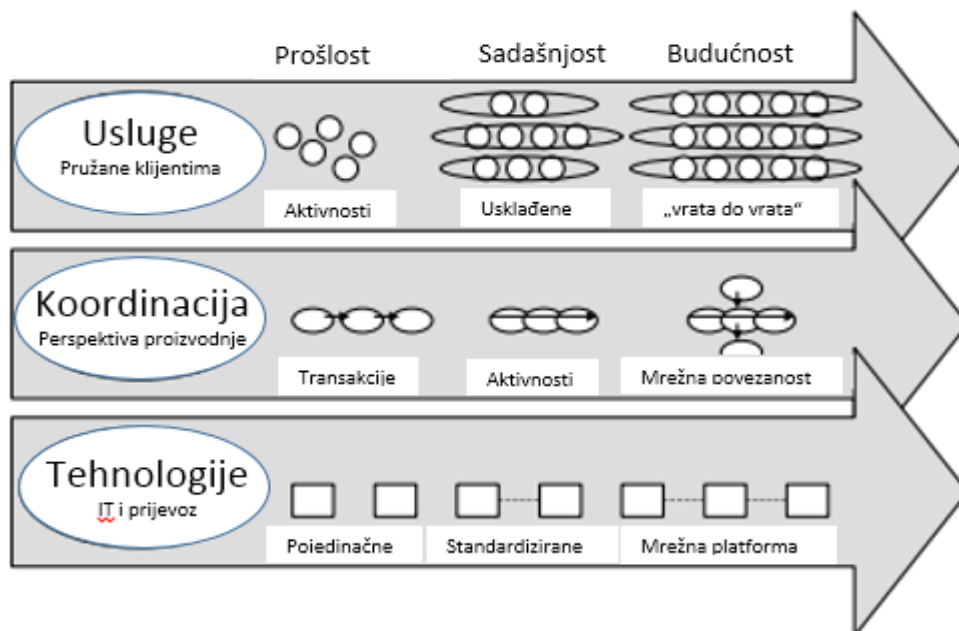 Prošlost Sadašnjost Budućnost
Usluge
Pružane klijentima
Aktivnosti Usklađene „vrata do vrata“
Koordinacija
Perspektiva proizvodnje
Transakcije Aktivnosti Mrežna povezanost
Tehnologije
IT i prijevoz
Pojedinačne Standardizirane Mrežna platforma